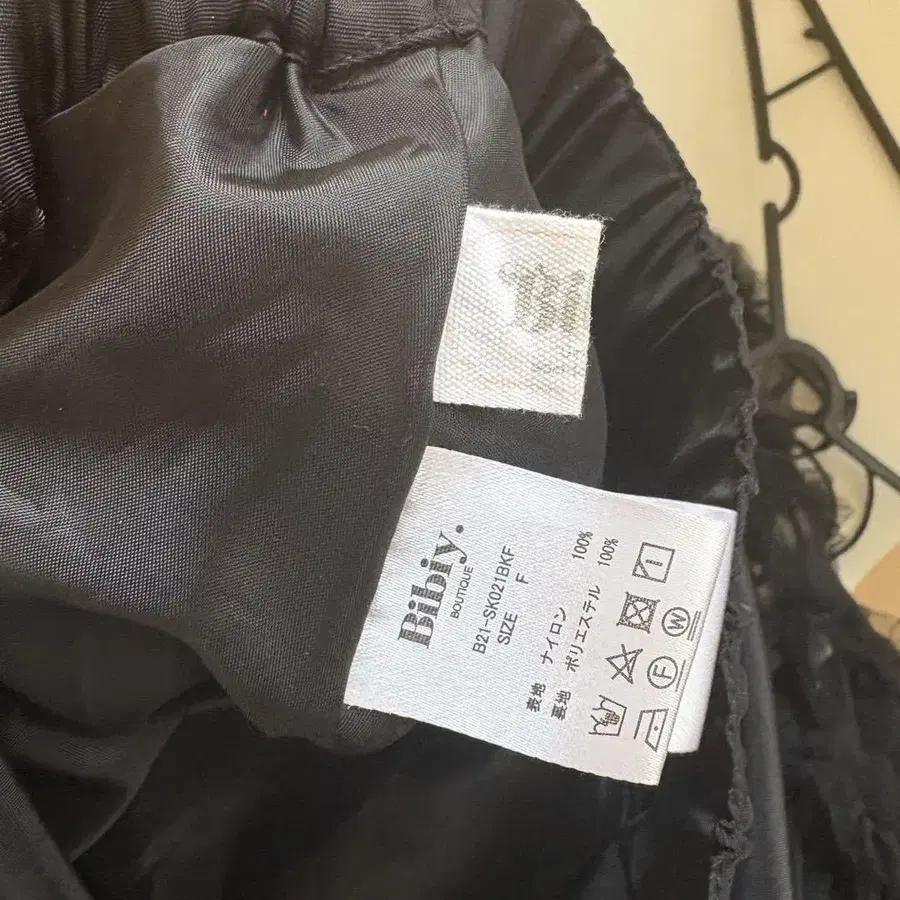 Bibiy.
BOUTIQUE
B21-SK021BKF
SIZE F
表地 ナイロン 100%
裏地 ポリエステル 100%